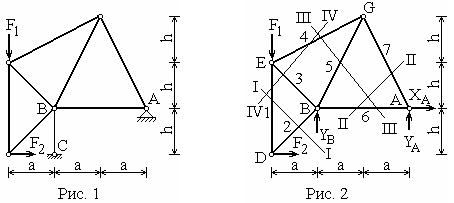 F1
B
A
F2
C
h
h
h
a
a
a
Рис. 1
G
III
IV
F1
4
E
3
5
7
II
I
B
A
XA
IV
1
2
II
6
III
F2
YB
D
I
YA
h
h
h
a
a
a
Рис. 2